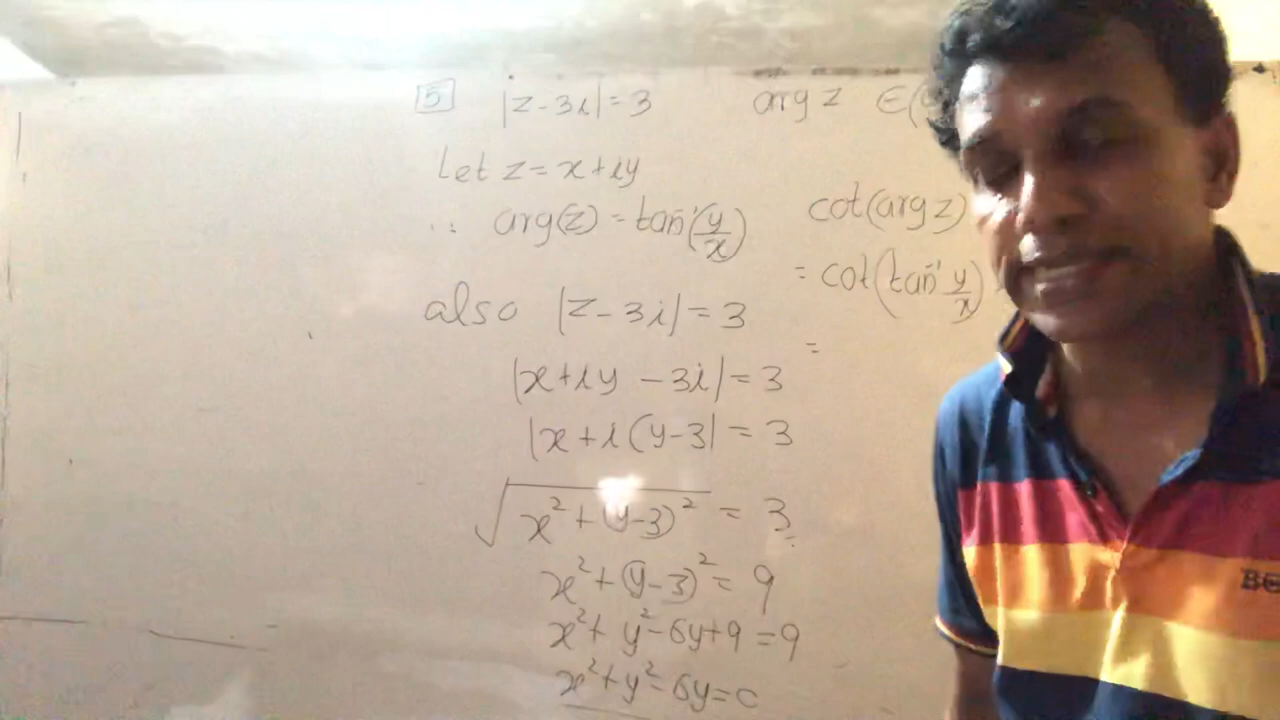 5 |z-3i|=3 arg z ∈(
Let z=x+iy
∴ arg(z)=tan⁻¹(y/x) cot(arg z)
= cot(tan⁻¹ y/x)
also |z-3i|=3
=
|x+iy-3i|=3
|x+i(y-3|=3
√x²+(y-3)² = 3
x²+(y-3)²=9
x²+y²-6y+9=9
x²+y²-6y=0